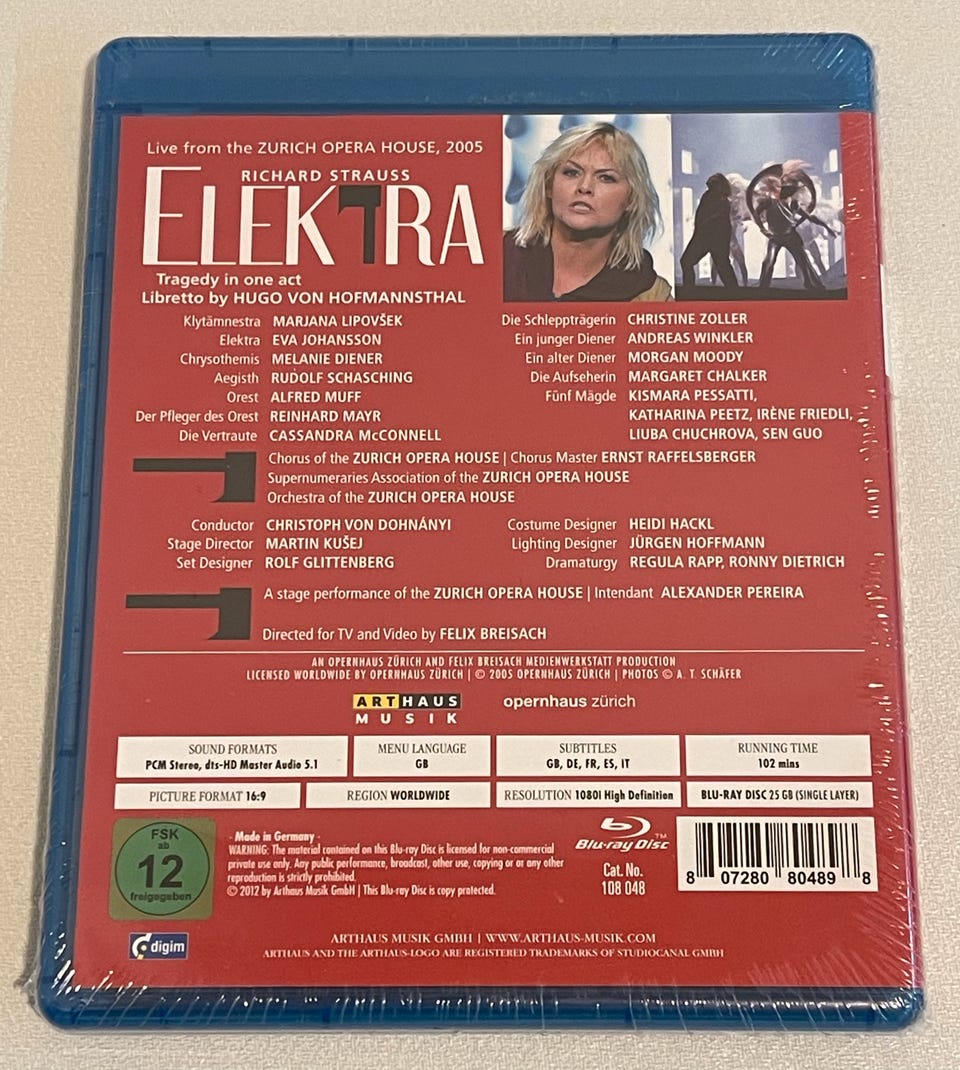 Live from the ZURICH OPERA HOUSE, 2005
RICHARD STRAUSS
ELEKTRA
Tragedy in one act
Libretto by HUGO VON HOFMANNSTHAL
Klytämnestra MARJANA LIPOVŠEK
Elektra EVA JOHANSSON
Chrysothemis MELANIE DIENER
Aegisth RUDOLF SCHASCHING
Orest ALFRED MUFF
Der Pfleger des Orest REINHARD MAYR
Die Vertraute CASSANDRA McCONNELL
Die Schleppträgerin CHRISTINE ZOLLER
Ein junger Diener ANDREAS WINKLER
Ein alter Diener MORGAN MOODY
Die Aufseherin MARGARET CHALKER
Fünf Mägde KISMARA PESSATTI,
KATHARINA PEETZ, IRÈNE FRIEDLI,
LIUBA CHUCHROVA, SEN GUO
Chorus of the ZURICH OPERA HOUSE | Chorus Master ERNST RAFFELSBERGER
Supernumeraries Association of the ZURICH OPERA HOUSE
Orchestra of the ZURICH OPERA HOUSE
Conductor CHRISTOPH VON DOHNÁNYI
Stage Director MARTIN KUŠEJ
Set Designer ROLF GLITTENBERG
Costume Designer HEIDI HACKL
Lighting Designer JÜRGEN HOFFMANN
Dramaturgy REGULA RAPP, RONNY DIETRICH
A stage performance of the ZURICH OPERA HOUSE | Intendant ALEXANDER PEREIRA
Directed for TV and Video by FELIX BREISACH
AN OPERNHAUS ZÜRICH AND FELIX BREISACH MEDIENWERKSTATT PRODUCTION
LICENSED WORLDWIDE BY OPERNHAUS ZÜRICH | © 2005 OPERNHAUS ZÜRICH | PHOTOS © A. T. SCHÄFER
ARTHAUS
MUSIK
opernhaus zürich
SOUND FORMATS
PCM Stereo, dts-HD Master Audio 5.1
MENU LANGUAGE
GB
SUBTITLES
GB, DE, FR, ES, IT
RUNNING TIME
102 mins
PICTURE FORMAT 16:9
REGION WORLDWIDE
RESOLUTION 1080I High Definition
BLU-RAY DISC 25 GB (SINGLE LAYER)
FSK
ab
12
freigegeben
- Made in Germany -
WARNING: The material contained on this Blu-ray Disc is licensed for non-commercial
private use only. Any public performance, broadcast, other use, copying or any other
reproduction is strictly prohibited.
© 2012 by Arthaus Musik GmbH | This Blu-ray Disc is copy protected.
Blu-ray Disc™
Cat. No.
108 048
8 07280 80489 8
digim
ARTHAUS MUSIK GMBH | WWW.ARTHAUS-MUSIK.COM
ARTHAUS AND THE ARTHAUS-LOGO ARE REGISTERED TRADEMARKS OF STUDIOCANAL GMBH